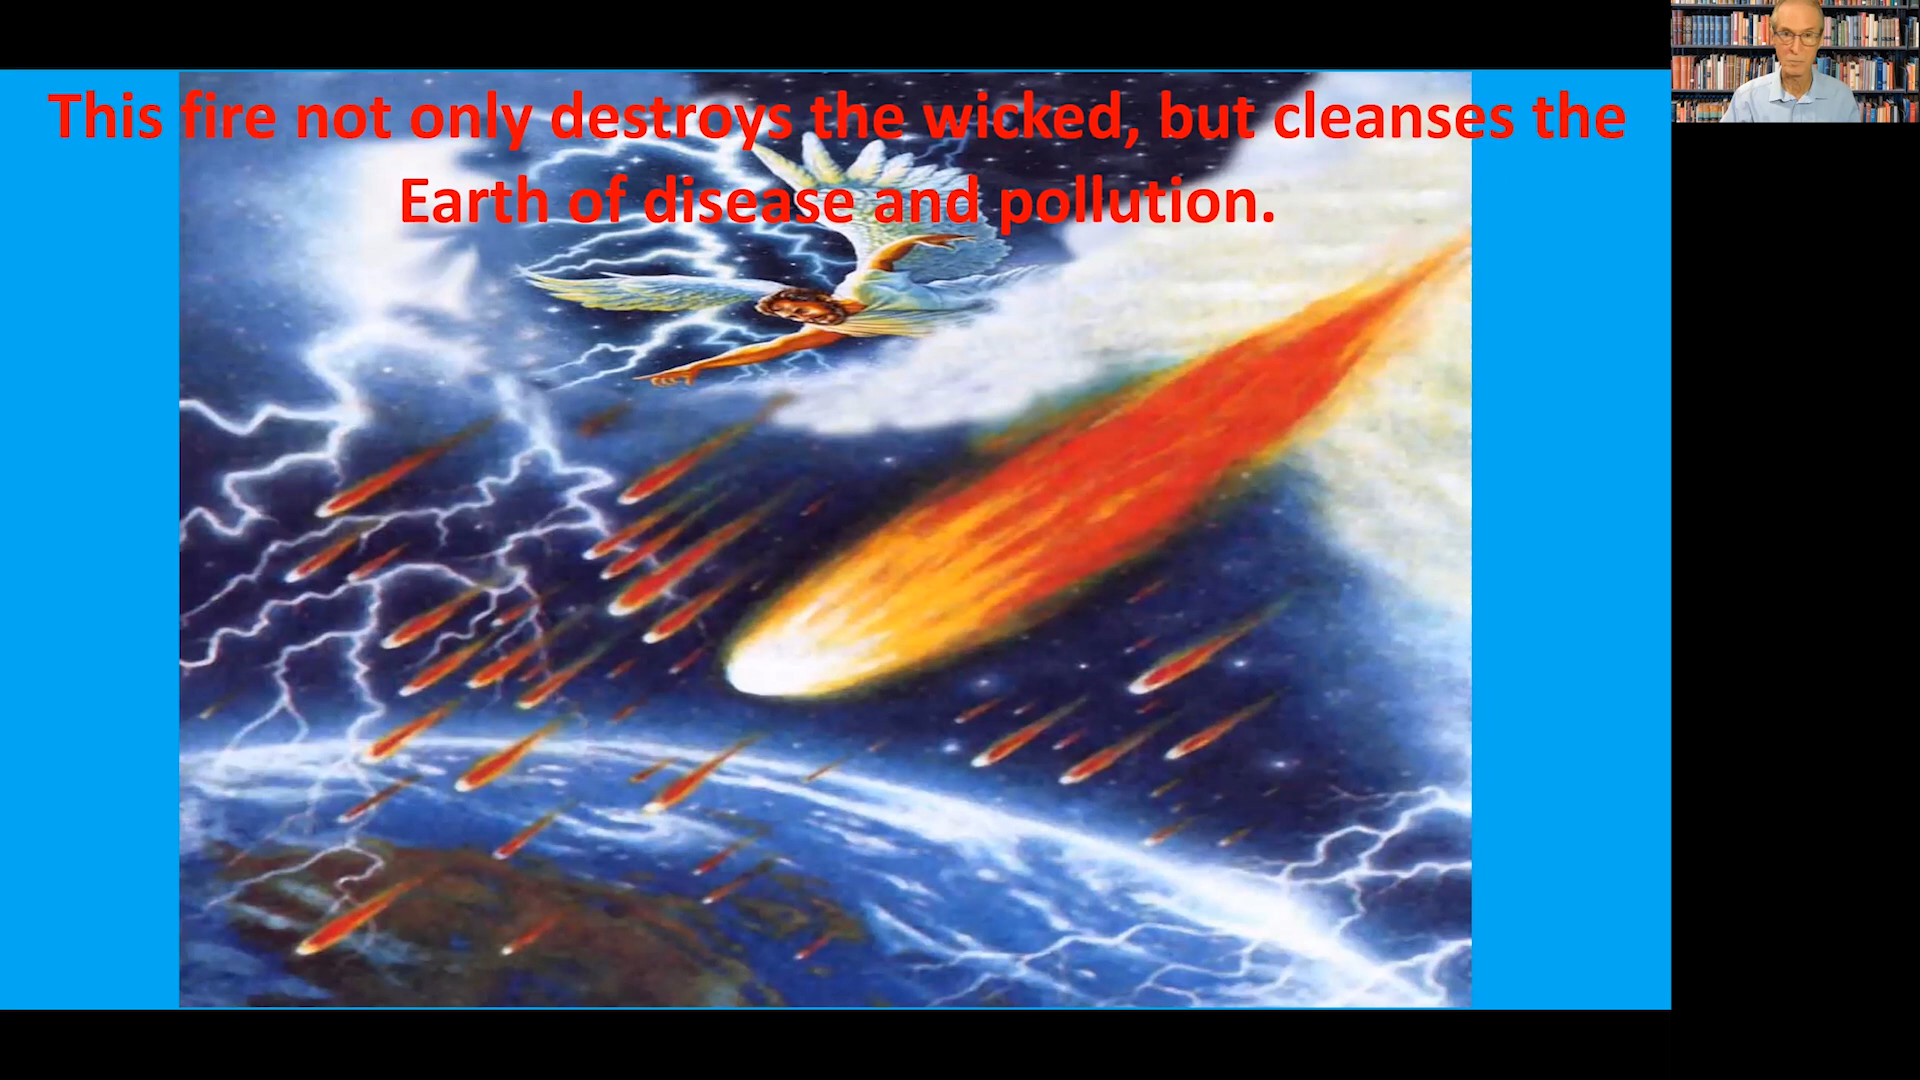 This fire not only destroys the wicked, but cleanses the
Earth of disease and pollution.